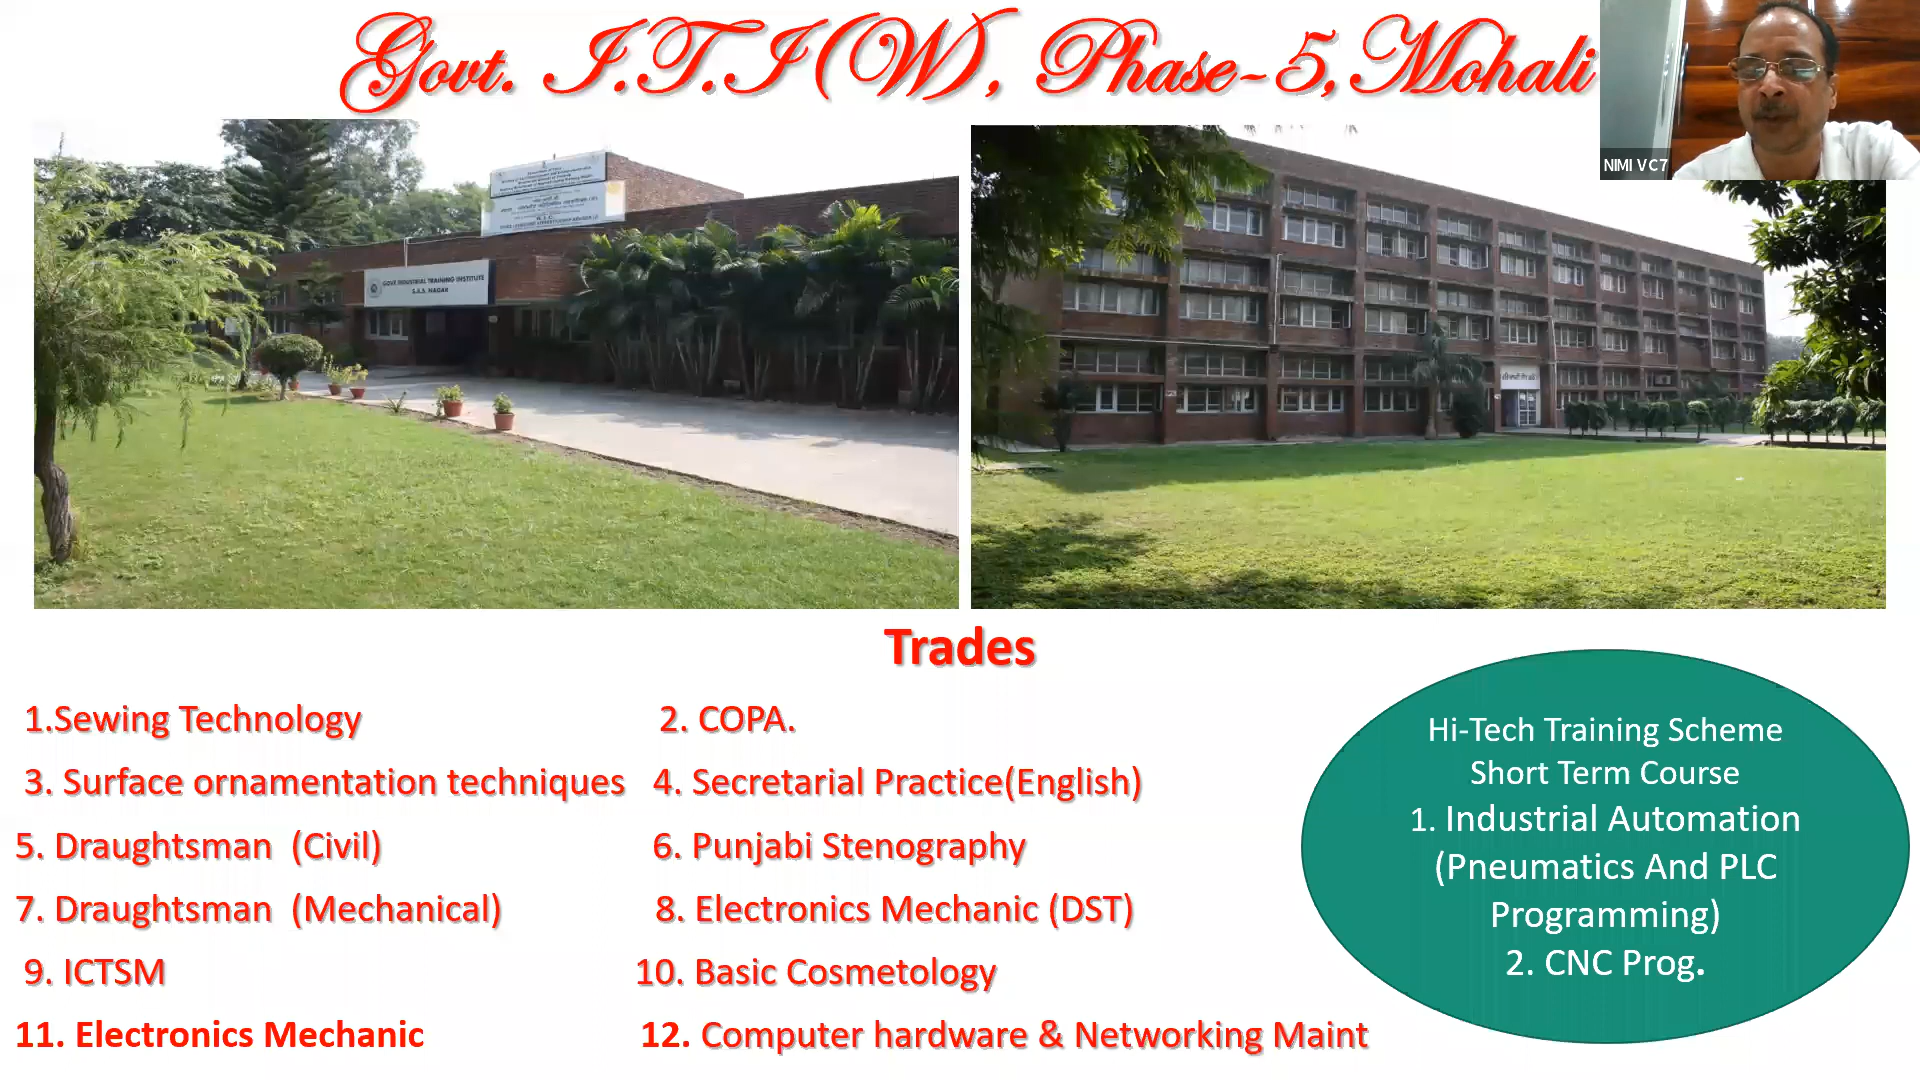 Govt. I.T.I(W), Phase-5,Mohali
NIMI VC7
GOVT. INDUSTRIAL TRAINING INSTITUTE
S.A.S. NAGAR
Trades
1.Sewing Technology
2. COPA.
3. Surface ornamentation techniques
4. Secretarial Practice(English)
5. Draughtsman (Civil)
6. Punjabi Stenography
7. Draughtsman (Mechanical)
8. Electronics Mechanic (DST)
9. ICTSM
10. Basic Cosmetology
11. Electronics Mechanic
12. Computer hardware & Networking Maint
Hi-Tech Training Scheme
Short Term Course
1. Industrial Automation
(Pneumatics And PLC
Programming)
2. CNC Prog.